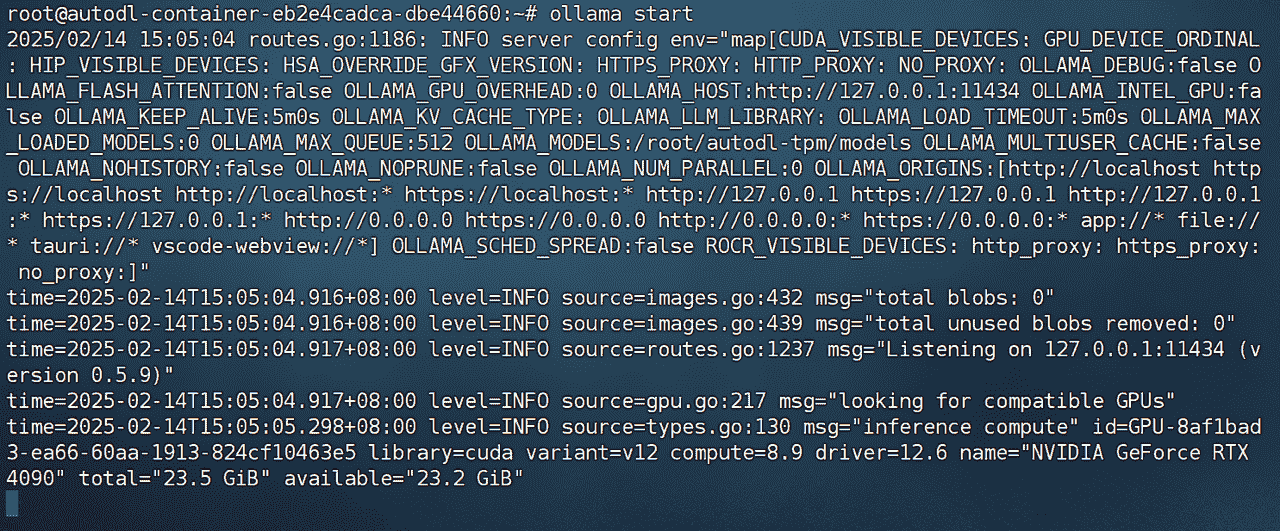 root@autodl-container-eb2e4cadca-dbe44660:~# ollama start
2025/02/14 15:05:04 routes.go:1186: INFO server config env="map[CUDA_VISIBLE_DEVICES: GPU_DEVICE_ORDINAL
: HIP_VISIBLE_DEVICES: HSA_OVERRIDE_GFX_VERSION: HTTPS_PROXY: HTTP_PROXY: NO_PROXY: OLLAMA_DEBUG:false O
LLAMA_FLASH_ATTENTION:false OLLAMA_GPU_OVERHEAD:0 OLLAMA_HOST:http://127.0.0.1:11434 OLLAMA_INTEL_GPU:fa
lse OLLAMA_KEEP_ALIVE:5m0s OLLAMA_KV_CACHE_TYPE: OLLAMA_LLM_LIBRARY: OLLAMA_LOAD_TIMEOUT:5m0s OLLAMA_MAX
_LOADED_MODELS:0 OLLAMA_MAX_QUEUE:512 OLLAMA_MODELS:/root/autodl-tpm/models OLLAMA_MULTIUSER_CACHE:false
 OLLAMA_NOHISTORY:false OLLAMA_NOPRUNE:false OLLAMA_NUM_PARALLEL:0 OLLAMA_ORIGINS:[http://localhost http
s://localhost http://localhost:* https://localhost:* http://127.0.0.1 https://127.0.0.1 http://127.0.0.1
:* https://127.0.0.1:* http://0.0.0.0 https://0.0.0.0 http://0.0.0.0:* https://0.0.0.0:* app://* file://
* tauri://* vscode-webview://*] OLLAMA_SCHED_SPREAD:false ROCR_VISIBLE_DEVICES: http_proxy: https_proxy:
 no_proxy:]"
time=2025-02-14T15:05:04.916+08:00 level=INFO source=images.go:432 msg="total blobs: 0"
time=2025-02-14T15:05:04.916+08:00 level=INFO source=images.go:439 msg="total unused blobs removed: 0"
time=2025-02-14T15:05:04.917+08:00 level=INFO source=routes.go:1237 msg="Listening on 127.0.0.1:11434 (v
ersion 0.5.9)"
time=2025-02-14T15:05:04.917+08:00 level=INFO source=gpu.go:217 msg="looking for compatible GPUs"
time=2025-02-14T15:05:05.298+08:00 level=INFO source=types.go:130 msg="inference compute" id=GPU-8af1bad
3-ea66-60aa-1913-824cf10463e5 library=cuda variant=v12 compute=8.9 driver=12.6 name="NVIDIA GeForce RTX
4090" total="23.5 GiB" available="23.2 GiB"